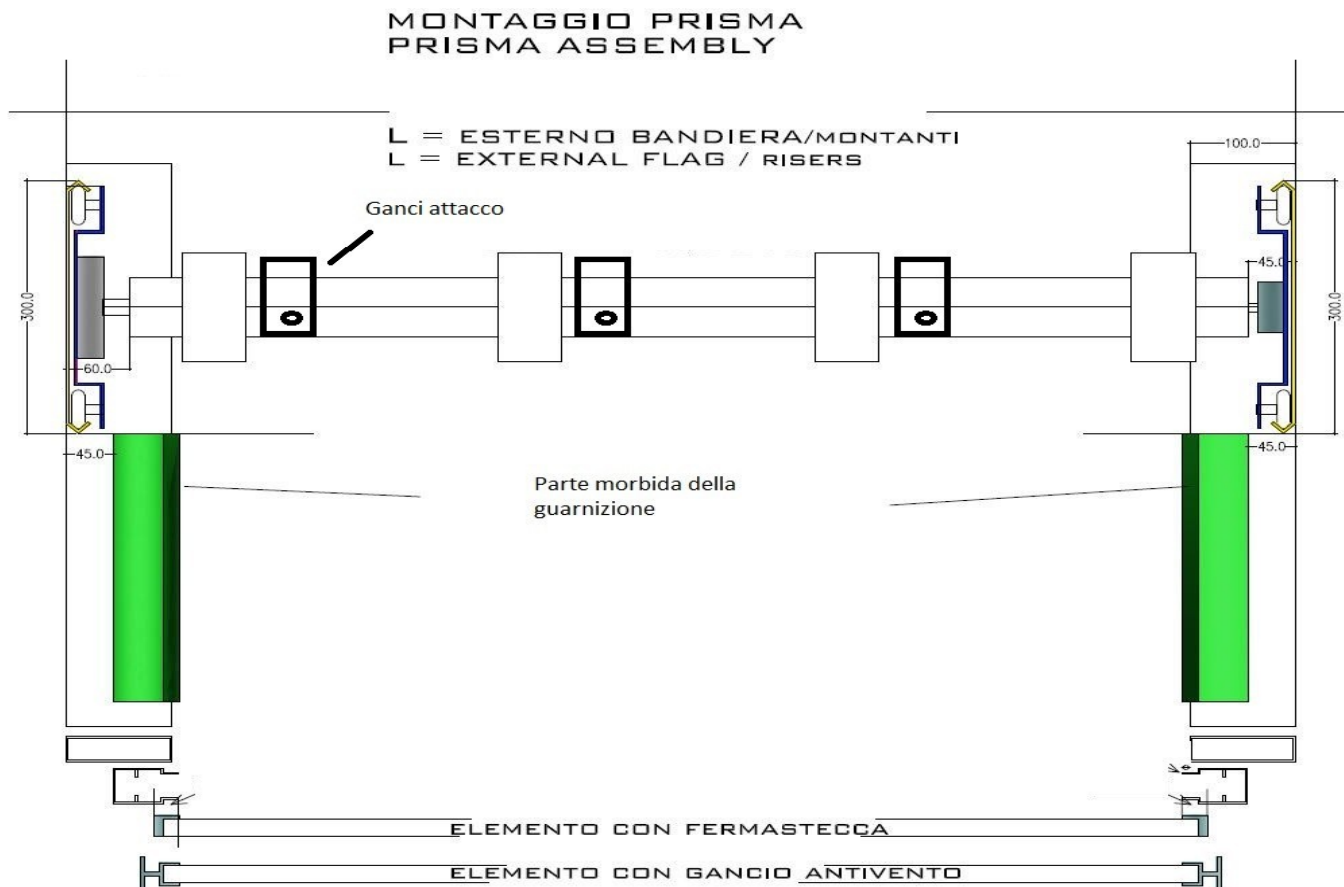 MONTAGGIO PRISMA
PRISMA ASSEMBLY
L = ESTERNO BANDIERA/MONTANTI
L = EXTERNAL FLAG / RISERS
100.0
Ganci attacco
45.0
300.0
300.0
60.0
45.0
45.0
Parte morbida della
guarnizione
ELEMENTO CON FERMASTECCA
ELEMENTO CON GANCIO ANTIVENTO